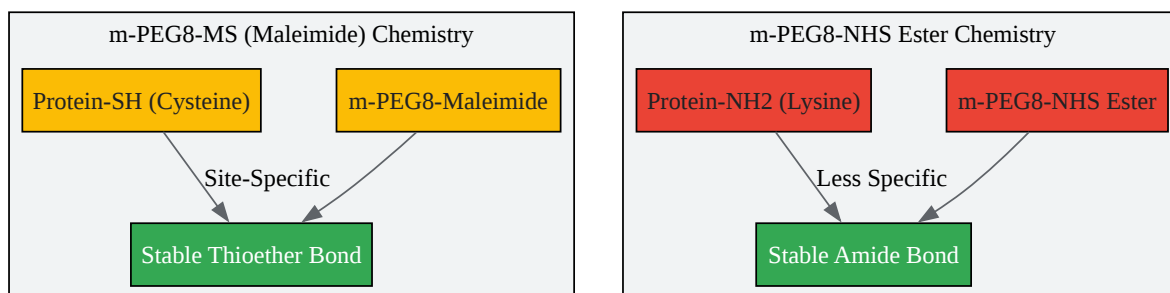 m-PEG8-MS (Maleimide) Chemistry
Protein-SH (Cysteine)
m-PEG8-Maleimide
Site-Specific
Stable Thioether Bond
m-PEG8-NHS Ester Chemistry
Protein-NH2 (Lysine)
m-PEG8-NHS Ester
Less Specific
Stable Amide Bond